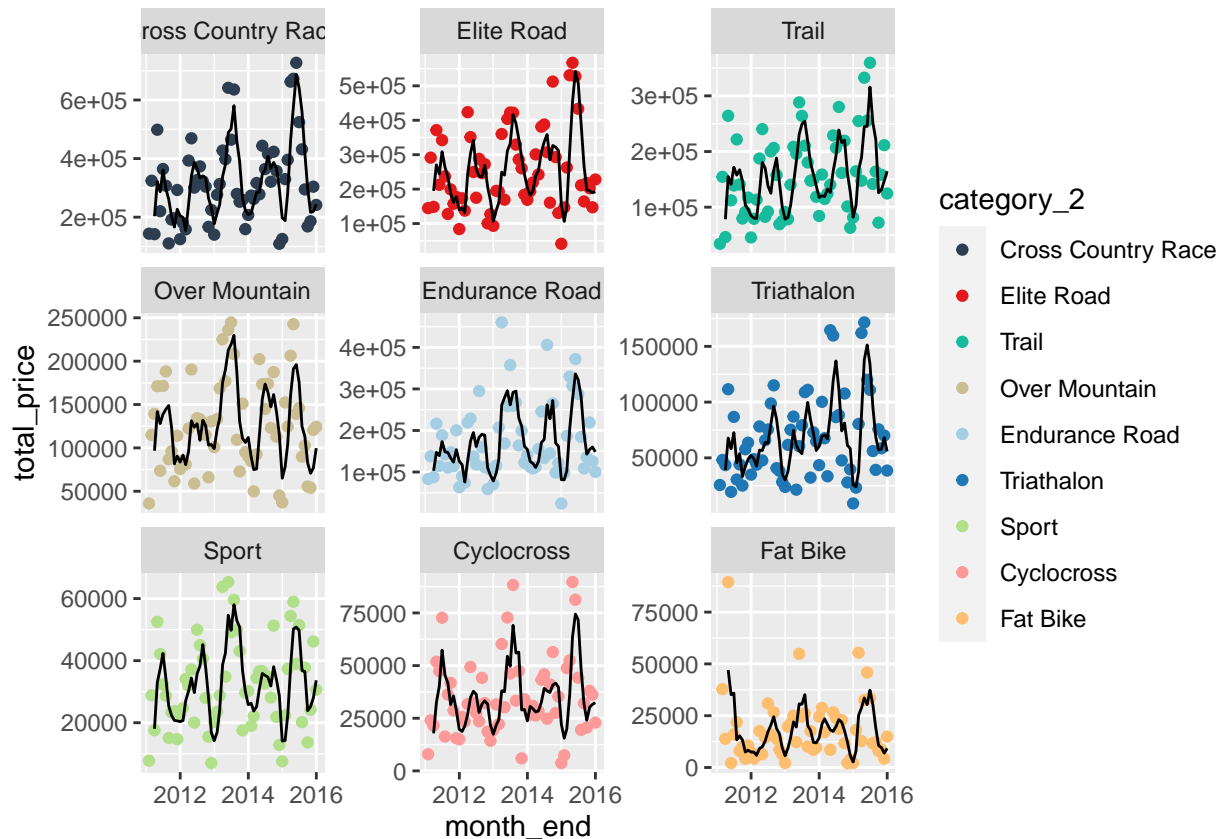 ross Country Rac
Elite Road
Trail
6e+05
4e+05
2e+05
5e+05
4e+05
3e+05
2e+05
1e+05
3e+05
2e+05
1e+05
Over Mountain
Endurance Road
Triathalon
250000
200000
150000
100000
50000
4e+05
3e+05
2e+05
1e+05
150000
100000
50000
Sport
Cyclocross
Fat Bike
60000
40000
20000
75000
50000
25000
0
75000
50000
25000
0
2012 2014 2016
2012 2014 2016
2012 2014 2016
month_end
total_price
category_2
Cross Country Race
Elite Road
Trail
Over Mountain
Endurance Road
Triathalon
Sport
Cyclocross
Fat Bike